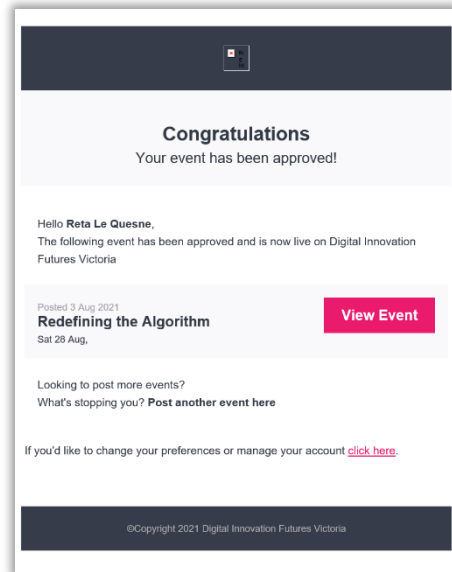 Congratulations
Your event has been approved!
Hello Reta Le Quesne,
The following event has been approved and is now live on Digital Innovation
Futures Victoria
Posted 3 Aug 2021
Redefining the Algorithm
Sat 28 Aug,
View Event
Looking to post more events?
What's stopping you? Post another event here
If you'd like to change your preferences or manage your account click here.
©Copyright 2021 Digital Innovation Futures Victoria